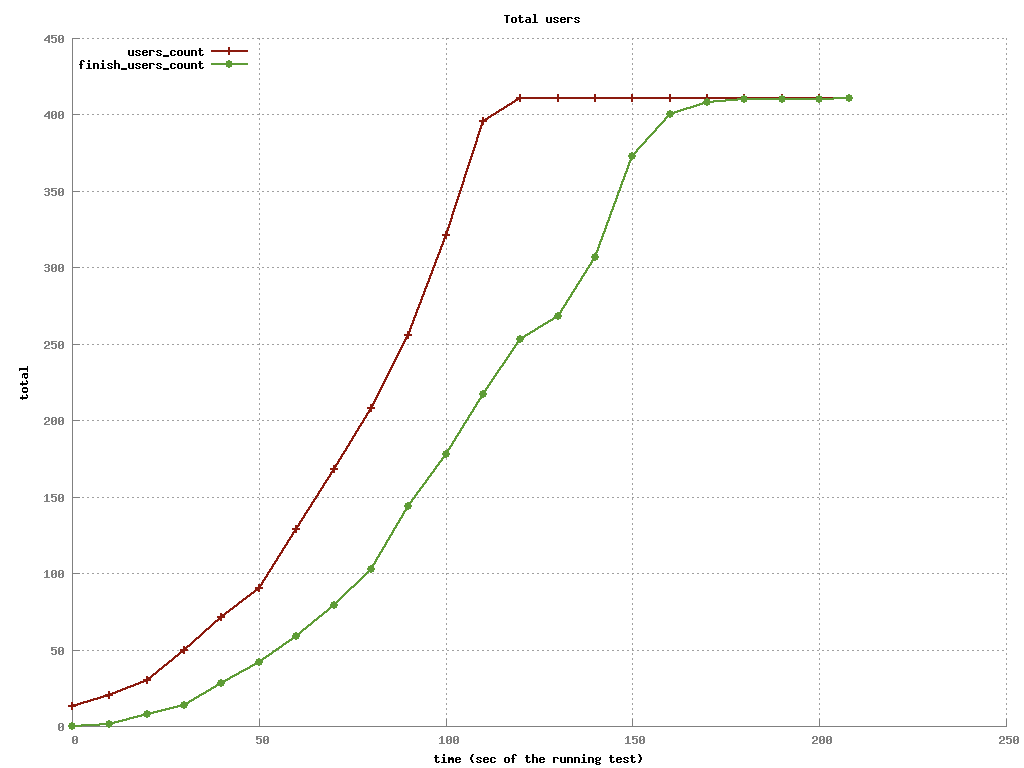 Total users
users_count
finish_users_count
450
400
350
300
250
200
150
100
50
0
total
0 50 100 150 200 250
time (sec of the running test)